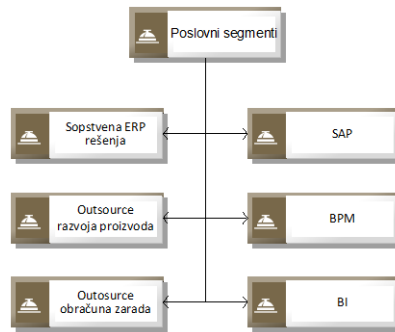 Poslovni segmenti
Sopstvena ERP
rešenja
SAP
Outsource
razvoja proizvoda
BPM
Outosurce
obračuna zarada
BI